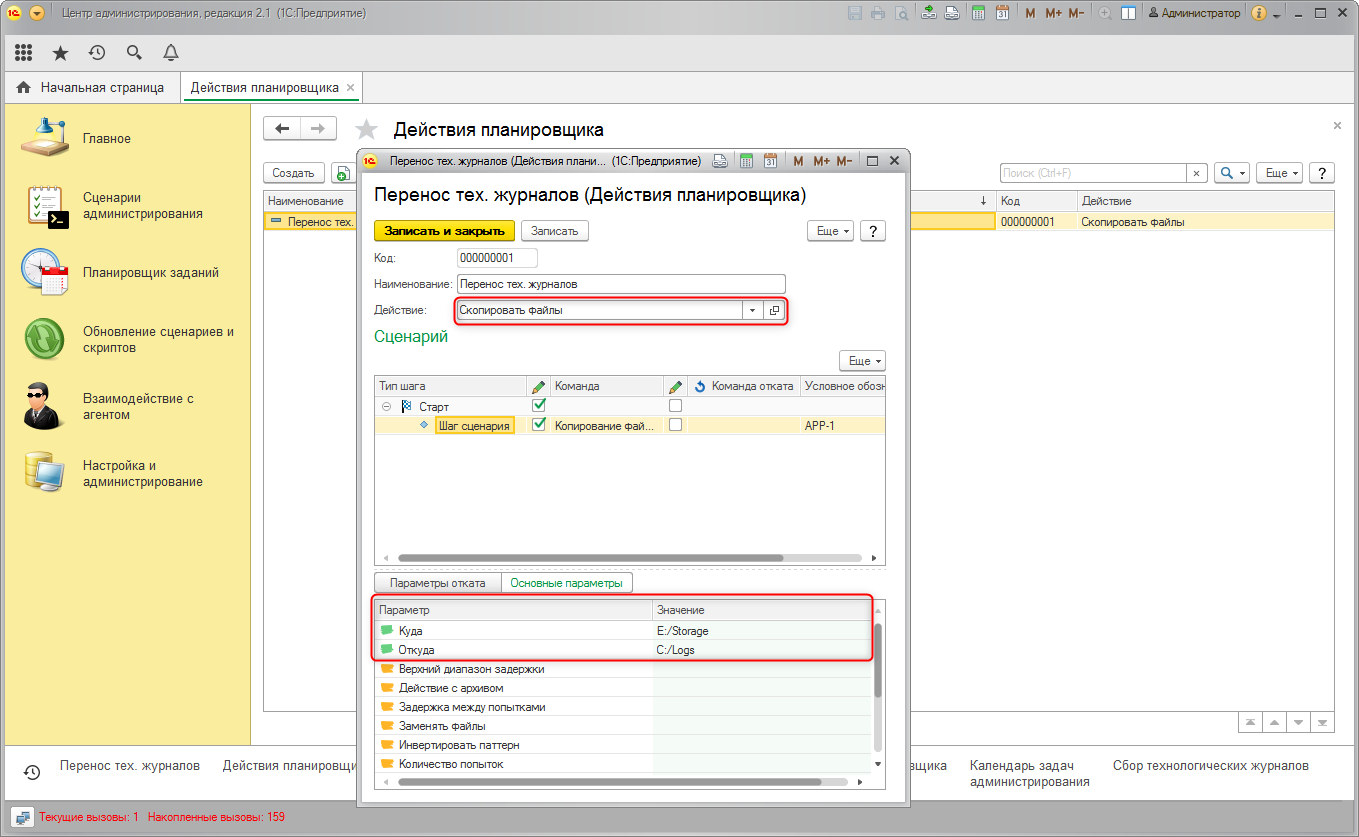 Центр администрирования, редакция 2.1 (1С:Предприятие)
M M+ M-
Администратор
Начальная страница
Действия планировщика
Главное
Сценарии
администрирования
Планировщик заданий
Обновление сценариев и
скриптов
Взаимодействие с
агентом
Настройка и
администрирование
Действия планировщика
Создать
Поиск (Ctrl+F)
Еще
?
Наименование
Код
Действие
Перенос тех.
000000001
Скопировать файлы
Перенос тех. журналов (Действия плани... (1С:Предприятие)
M M+ M-
Перенос тех. журналов (Действия планировщика)
Записать и закрыть
Записать
Еще
?
Код:
000000001
Наименование:
Перенос тех. журналов
Действие:
Скопировать файлы
Сценарий
Еще
Тип шага
Команда
Команда отката
Условное обозн
Старт
Шаг сценария
Копирование фай...
APP-1
Параметры отката
Основные параметры
Параметр
Значение
Куда
E:/Storage
Откуда
C:/Logs
Верхний диапазон задержки
Действие с архивом
Задержка между попытками
Заменять файлы
Инвертировать паттерн
Количество попыток
Перенос тех. журналов
Действия планировщи
вщика
Календарь задач
администрирования
Сбор технологических журналов
Текущие вызовы: 1 Накопленные вызовы: 159